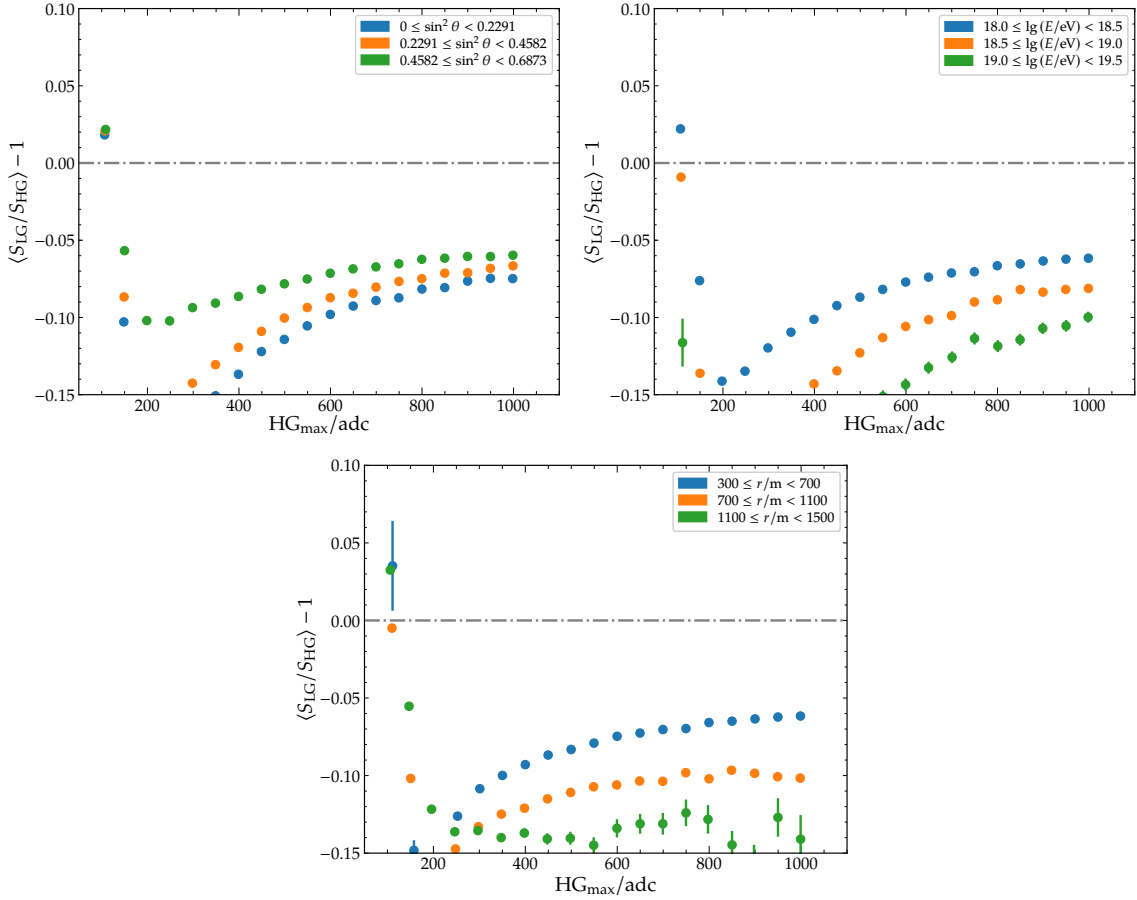 0 ≤ sin² θ < 0.2291
0.2291 ≤ sin² θ < 0.4582
0.4582 ≤ sin² θ < 0.6873
0.10
0.05
0.00
−0.05
−0.10
−0.15
⟨S_LG/S_HG⟩ − 1
200 400 600 800 1000
HG_max/adc
18.0 ≤ lg (E/eV) < 18.5
18.5 ≤ lg (E/eV) < 19.0
19.0 ≤ lg (E/eV) < 19.5
0.10
0.05
0.00
−0.05
−0.10
−0.15
⟨S_LG/S_HG⟩ − 1
200 400 600 800 1000
HG_max/adc
300 ≤ r/m < 700
700 ≤ r/m < 1100
1100 ≤ r/m < 1500
0.10
0.05
0.00
−0.05
−0.10
−0.15
⟨S_LG/S_HG⟩ − 1
200 400 600 800 1000
HG_max/adc